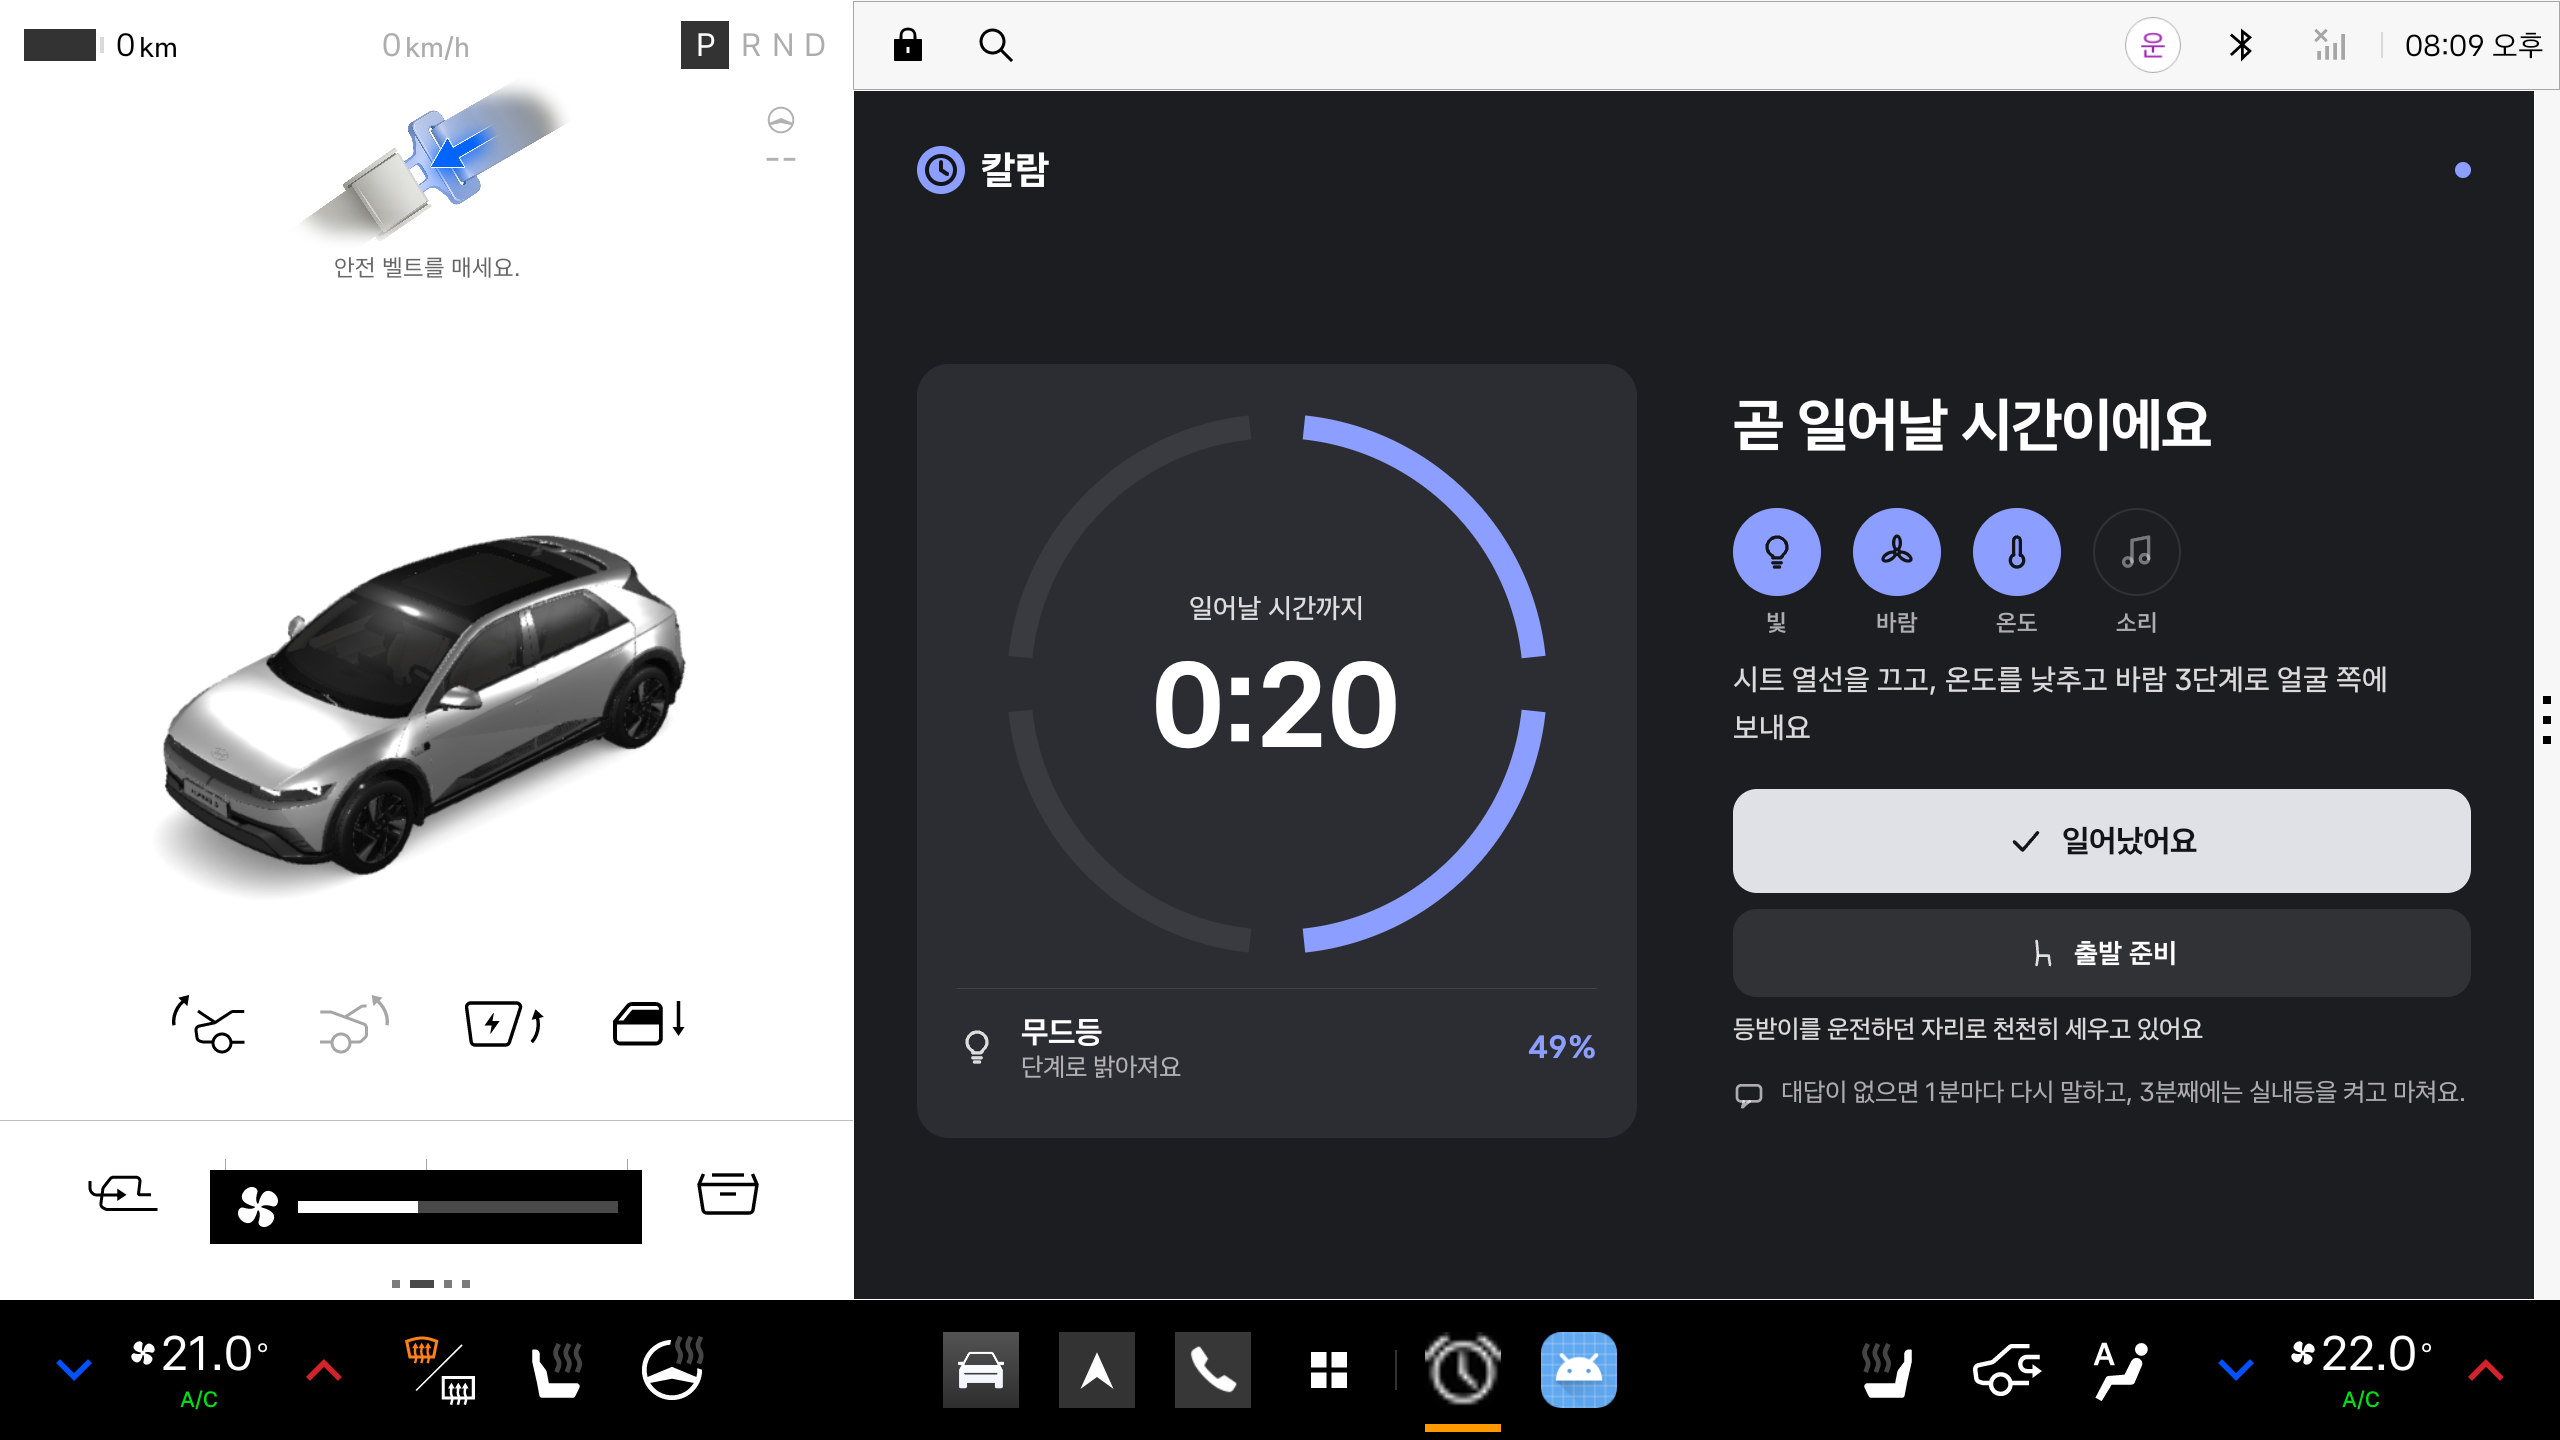 0 km
0 km/h
P R N D
08:09 오후
운
안전 벨트를 매세요.
--
칼람
일어날 시간까지
0:20
무드등
단계로 밝아져요
49%
곧 일어날 시간이에요
빛
바람
온도
소리
시트 열선을 끄고, 온도를 낮추고 바람 3단계로 얼굴 쪽에
보내요
일어났어요
출발 준비
등받이를 운전하던 자리로 천천히 세우고 있어요
대답이 없으면 1분마다 다시 말하고, 3분째에는 실내등을 켜고 마쳐요.
21.0°
A/C
A
22.0°
A/C